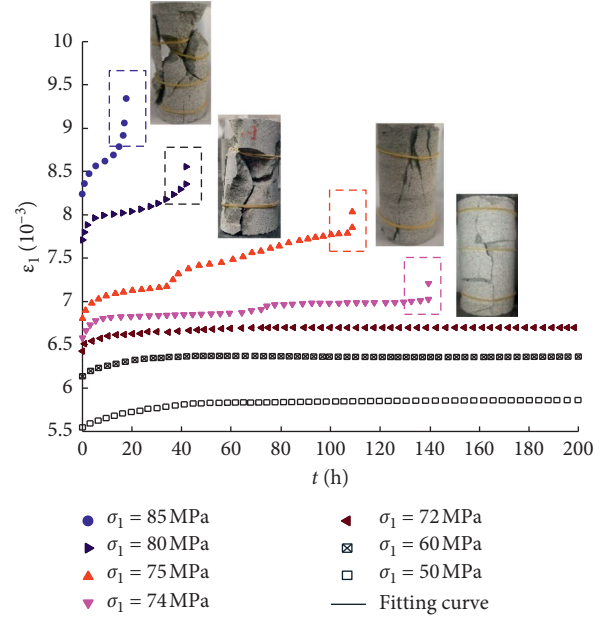 10
9.5
9
8.5
8
7.5
7
6.5
6
5.5
ε₁ (10⁻³)
0 20 40 60 80 100 120 140 160 180 200
t (h)
σ₁ = 85 MPa
σ₁ = 80 MPa
σ₁ = 75 MPa
σ₁ = 74 MPa
σ₁ = 72 MPa
σ₁ = 60 MPa
σ₁ = 50 MPa
Fitting curve